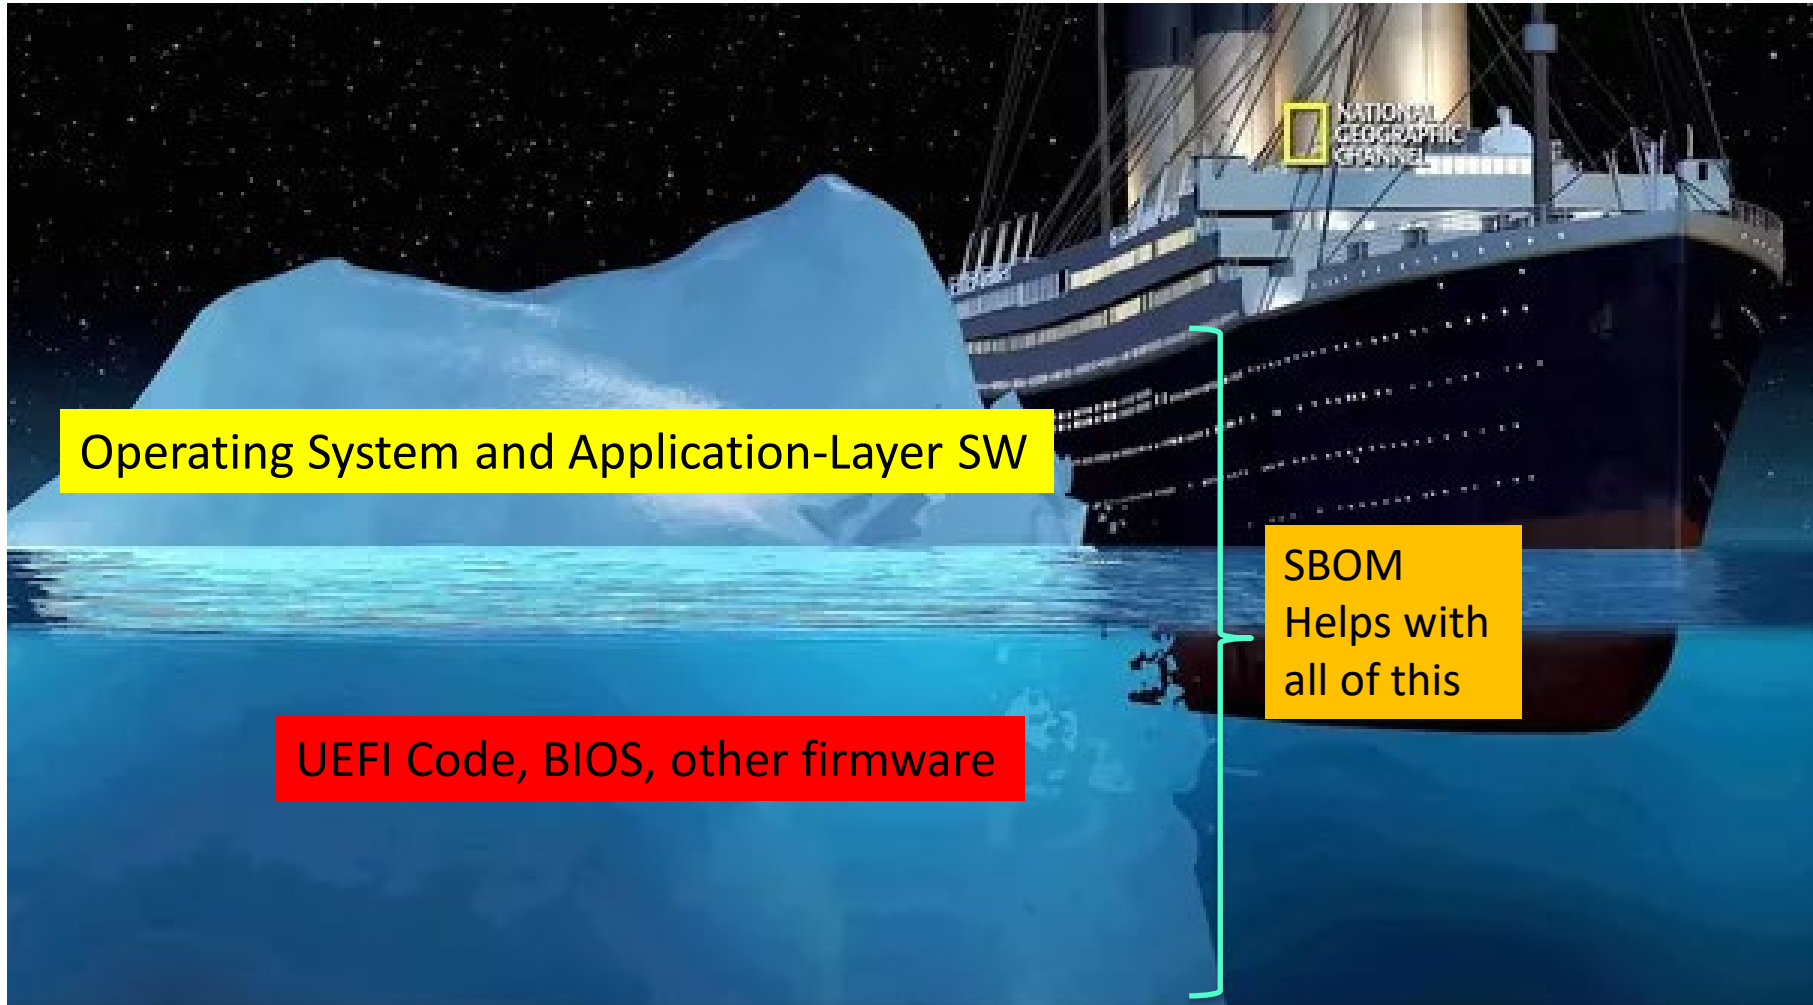 NATIONAL
GEOGRAPHIC
CHANNEL
Operating System and Application-Layer SW
SBOM
Helps with
all of this
UEFI Code, BIOS, other firmware